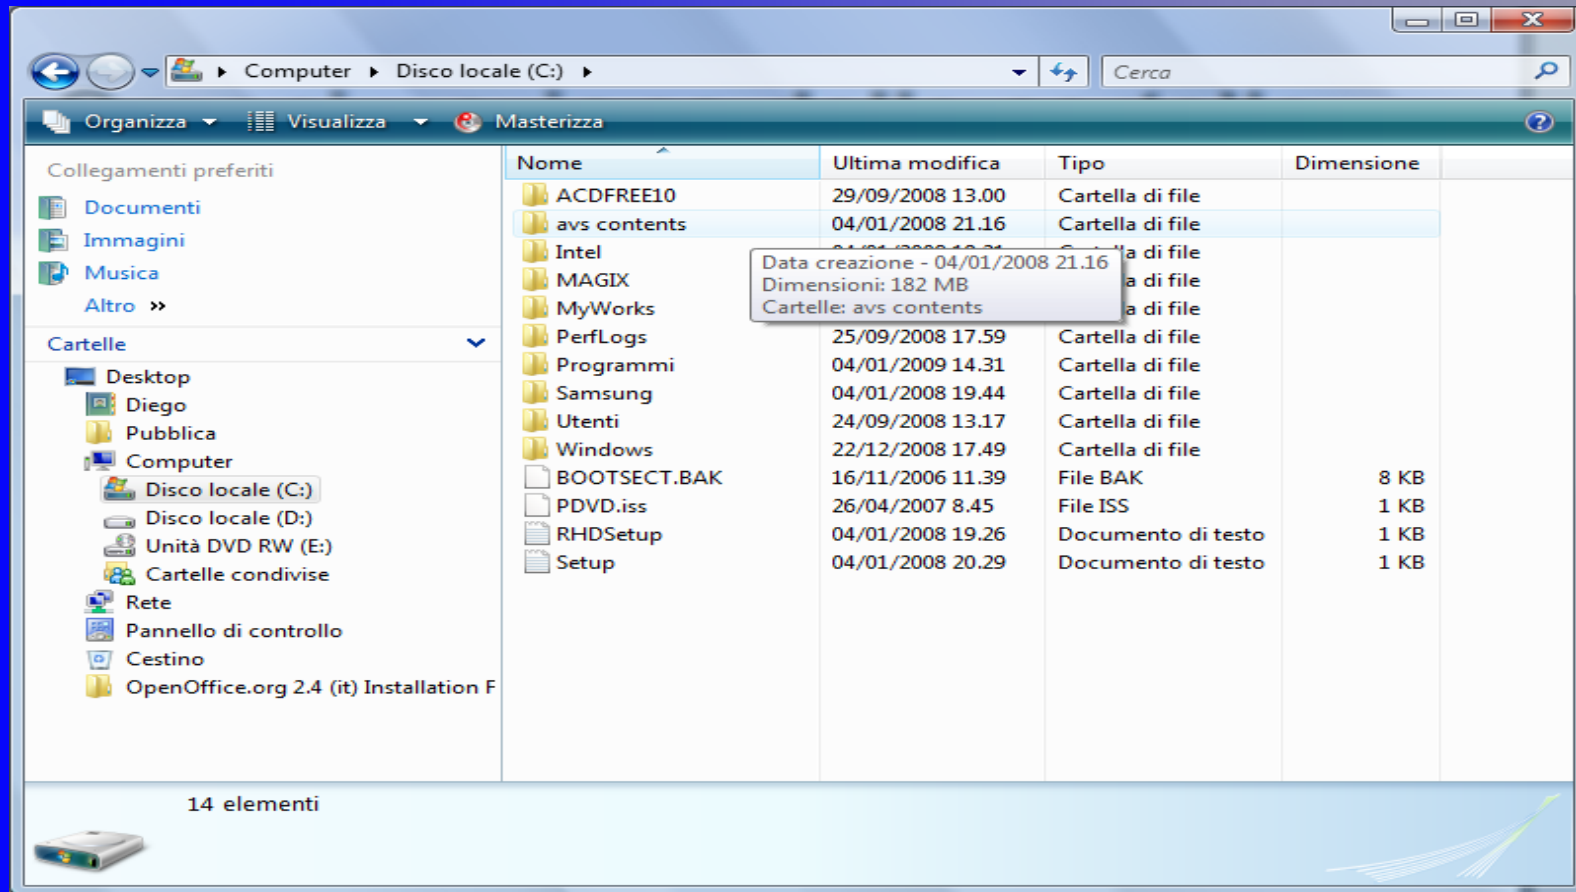 Computer Disco locale (C:) Cerca
Organizza Visualizza Masterizza
Collegamenti preferiti
Documenti
Immagini
Musica
Altro »
Cartelle
Desktop
Diego
Pubblica
Computer
Disco locale (C:)
Disco locale (D:)
Unità DVD RW (E:)
Cartelle condivise
Rete
Pannello di controllo
Cestino
OpenOffice.org 2.4 (it) Installation F
Nome Ultima modifica Tipo Dimensione
ACDFREE10 29/09/2008 13.00 Cartella di file
avs contents 04/01/2008 21.16 Cartella di file
Intel di file
MAGIX di file
MyWorks di file
Data creazione - 04/01/2008 21.16
Dimensioni: 182 MB
Cartelle: avs contents
PerfLogs 25/09/2008 17.59 Cartella di file
Programmi 04/01/2009 14.31 Cartella di file
Samsung 04/01/2008 19.44 Cartella di file
Utenti 24/09/2008 13.17 Cartella di file
Windows 22/12/2008 17.49 Cartella di file
BOOTSECT.BAK 16/11/2006 11.39 File BAK 8 KB
PDVD.iss 26/04/2007 8.45 File ISS 1 KB
RHDSetup 04/01/2008 19.26 Documento di testo 1 KB
Setup 04/01/2008 20.29 Documento di testo 1 KB
14 elementi